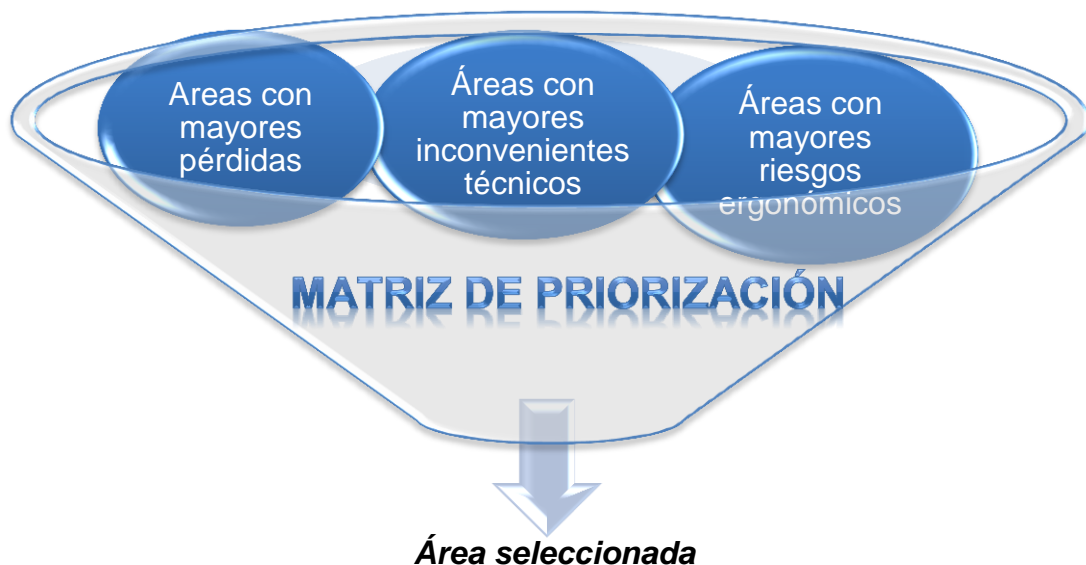 Areas con
mayores
pérdidas
Áreas con
mayores
inconvenientes
técnicos
Áreas con
mayores
riesgos
ergonómicos
MATRIZ DE PRIORIZACIÓN
Área seleccionada